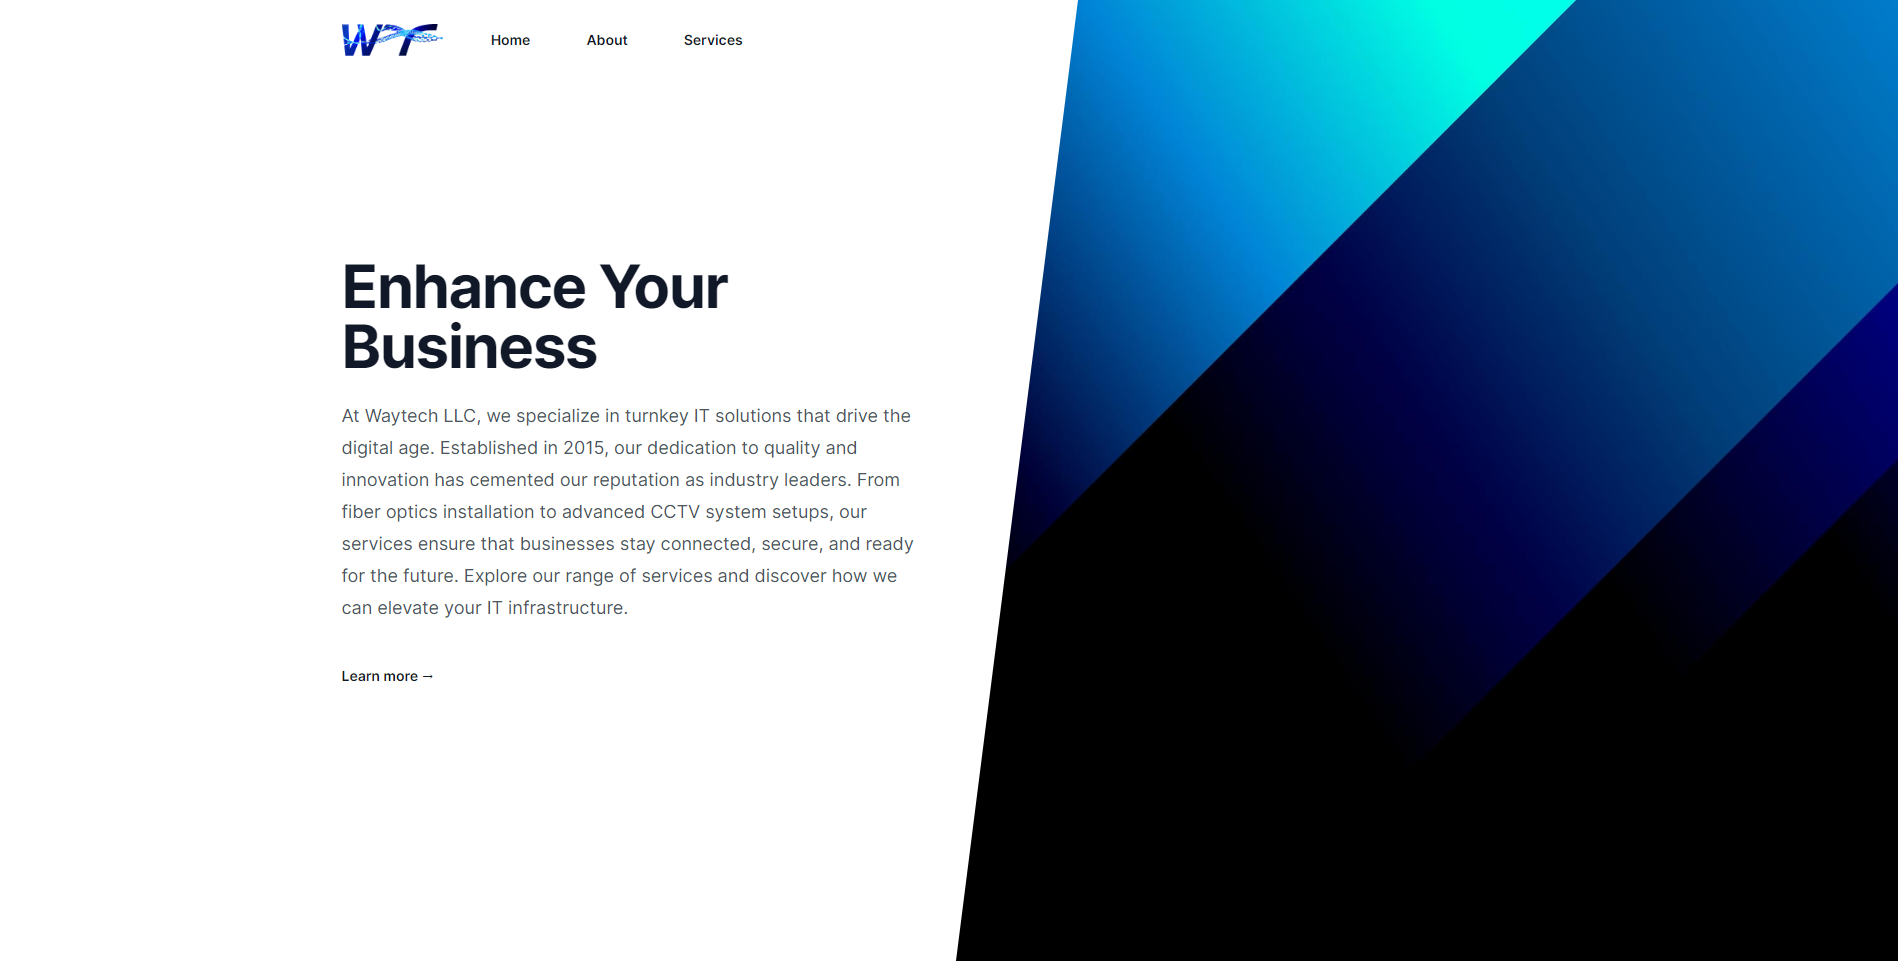 WT
Home
About
Services
Enhance Your
Business
At Waytech LLC, we specialize in turnkey IT solutions that drive the
digital age. Established in 2015, our dedication to quality and
innovation has cemented our reputation as industry leaders. From
fiber optics installation to advanced CCTV system setups, our
services ensure that businesses stay connected, secure, and ready
for the future. Explore our range of services and discover how we
can elevate your IT infrastructure.
Learn more →